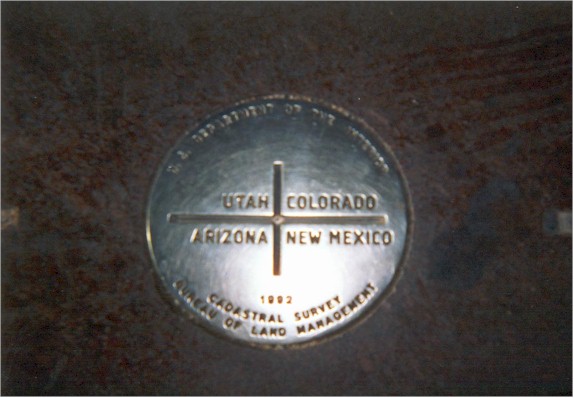 U.S. DEPARTMENT OF THE INTERIOR
UTAH COLORADO
ARIZONA NEW MEXICO
1992
CADASTRAL SURVEY
BUREAU OF LAND MANAGEMENT